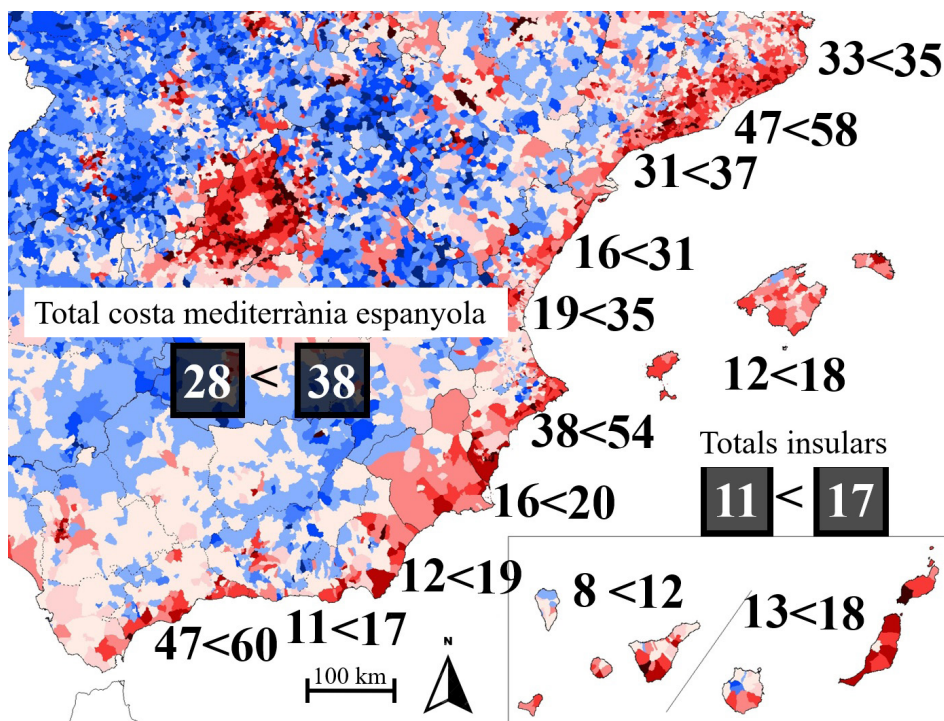 33<35
47<58
31<37
16<31
Total costa mediterrània espanyola
19<35
28 < 38
12<18
38<54
Totals insulars
11 < 17
16<20
12<19
8 <12
13<18
11<17
47<60
N
100 km